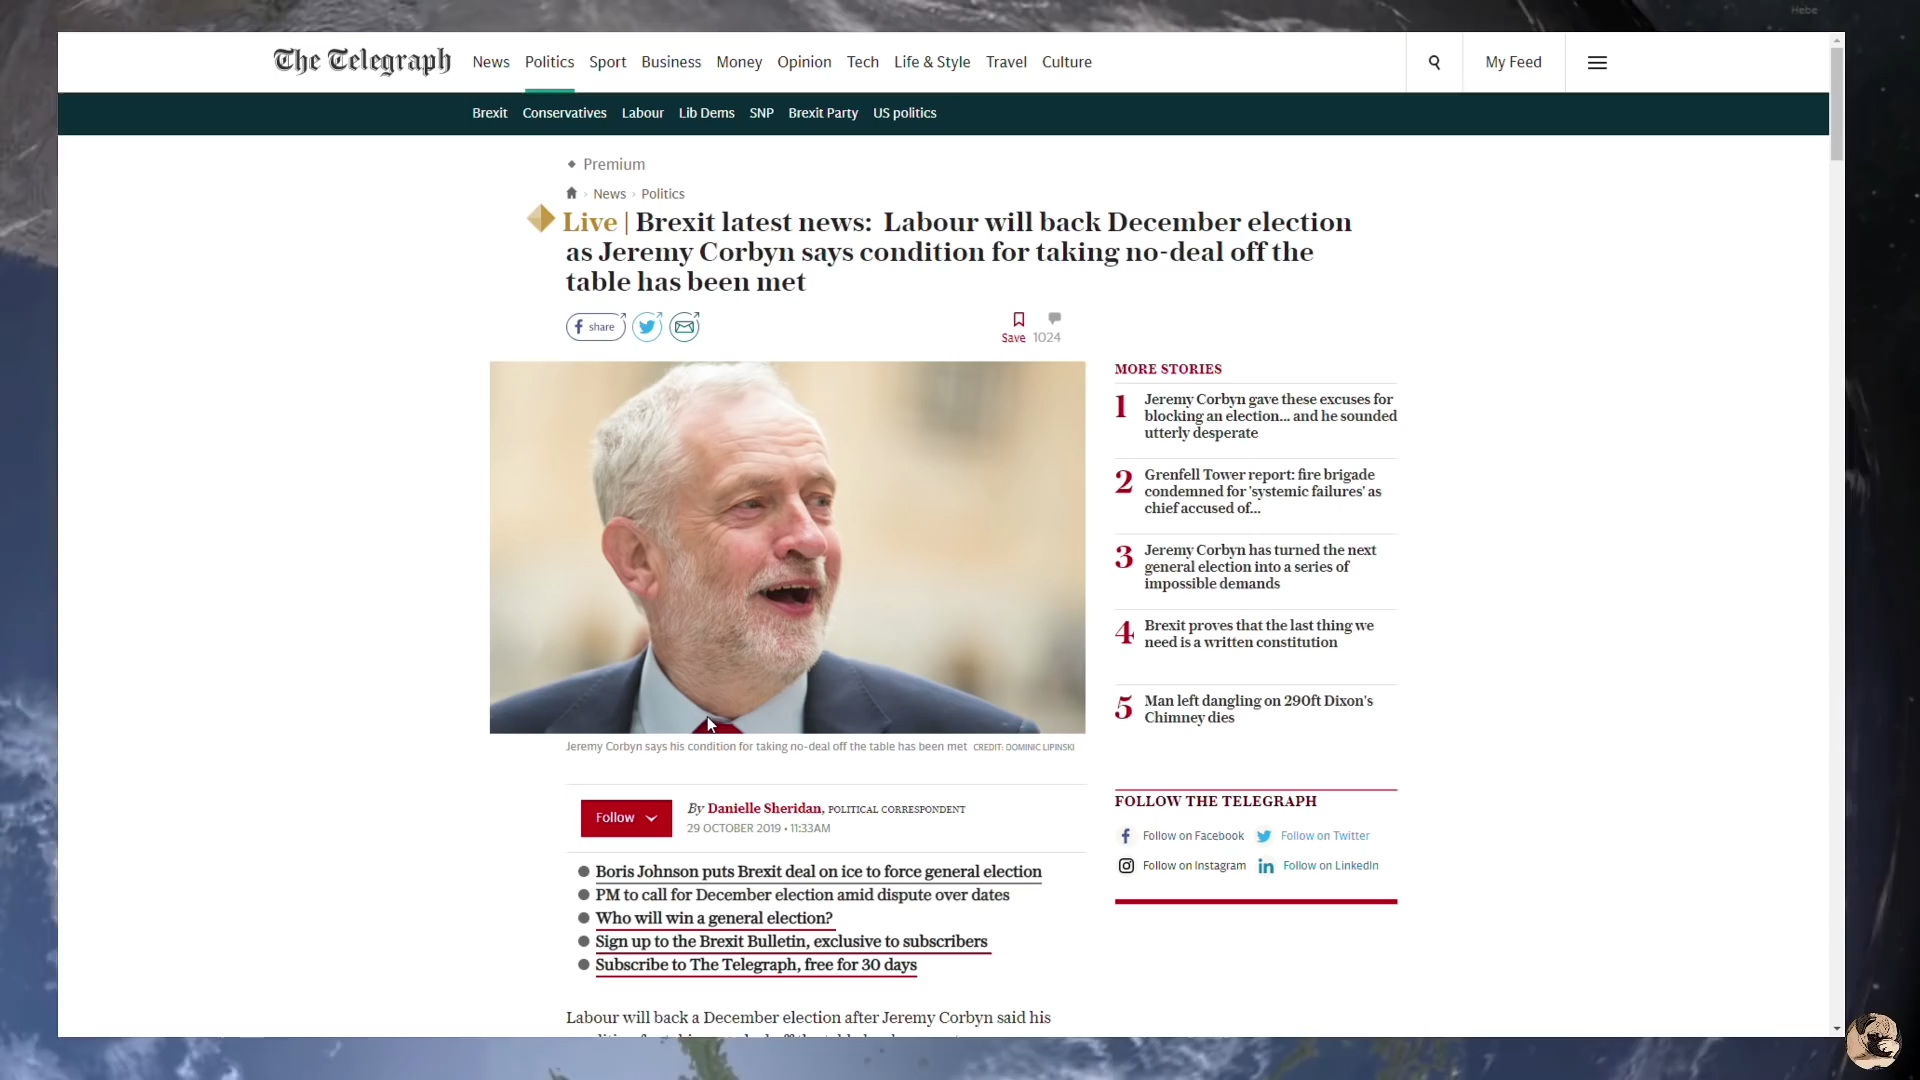 Hebe
The Telegraph
News Politics Sport Business Money Opinion Tech Life & Style Travel Culture
My Feed
Brexit Conservatives Labour Lib Dems SNP Brexit Party US politics
Premium
News > Politics
Live | Brexit latest news: Labour will back December election
as Jeremy Corbyn says condition for taking no-deal off the
table has been met
share
Save 1024
Jeremy Corbyn says his condition for taking no-deal off the table has been met CREDIT: DOMINIC LIPINSKI
Follow
By Danielle Sheridan, POLITICAL CORRESPONDENT
29 OCTOBER 2019 • 11:33AM
Boris Johnson puts Brexit deal on ice to force general election
PM to call for December election amid dispute over dates
Who will win a general election?
Sign up to the Brexit Bulletin, exclusive to subscribers
Subscribe to The Telegraph, free for 30 days
Labour will back a December election after Jeremy Corbyn said his
MORE STORIES
1 Jeremy Corbyn gave these excuses for
blocking an election... and he sounded
utterly desperate
2 Grenfell Tower report: fire brigade
condemned for 'systemic failures' as
chief accused of...
3 Jeremy Corbyn has turned the next
general election into a series of
impossible demands
4 Brexit proves that the last thing we
need is a written constitution
5 Man left dangling on 290ft Dixon's
Chimney dies
FOLLOW THE TELEGRAPH
Follow on Facebook Follow on Twitter
Follow on Instagram Follow on LinkedIn